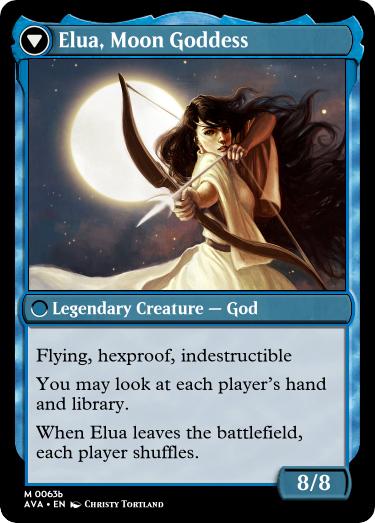 Elua, Moon Goddess
Legendary Creature — God
Flying, hexproof, indestructible
You may look at each player's hand
and library.
When Elua leaves the battlefield,
each player shuffles.
8/8
M 0063b
AVA • EN Christy Tortland